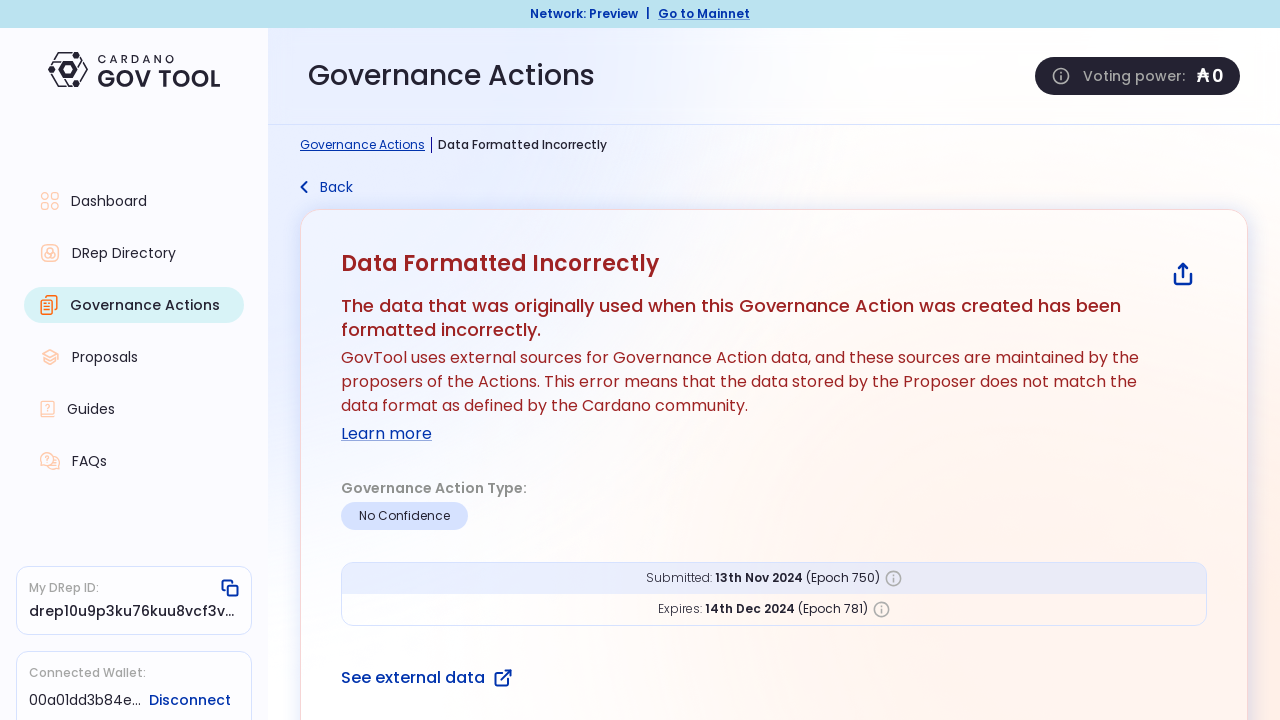 Network: Preview | Go to Mainnet
CARDANO
GOV TOOL
Governance Actions
Voting power: ₳ 0
Governance Actions | Data Formatted Incorrectly
Back
Dashboard
DRep Directory
Governance Actions
Proposals
Guides
FAQs
My DRep ID:
drep10u9p3ku76kuu8vcf3v...
Connected Wallet:
00a01dd3b84e... Disconnect
Data Formatted Incorrectly
The data that was originally used when this Governance Action was created has been
formatted incorrectly.
GovTool uses external sources for Governance Action data, and these sources are maintained by the
proposers of the Actions. This error means that the data stored by the Proposer does not match the
data format as defined by the Cardano community.
Learn more
Governance Action Type:
No Confidence
Submitted: 13th Nov 2024 (Epoch 750)
Expires: 14th Dec 2024 (Epoch 781)
See external data